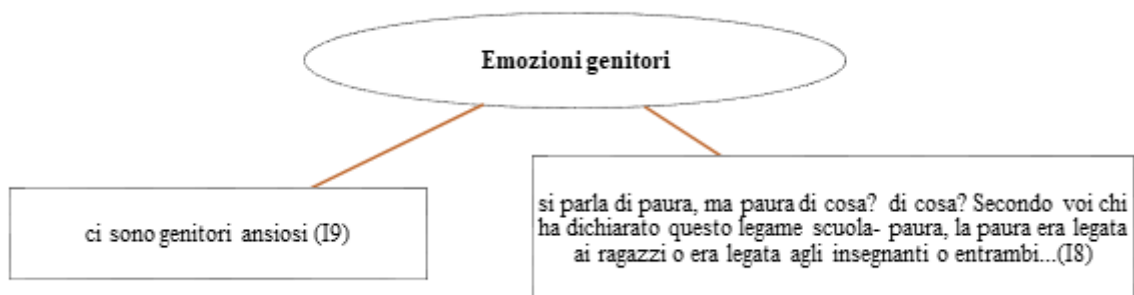 Emozioni genitori
ci sono genitori ansiosi (I9)
si parla di paura, ma paura di cosa? di cosa? Secondo voi chi
ha dichiarato questo legame scuola- paura, la paura era legata
ai ragazzi o era legata agli insegnanti o entrambi...(I8)